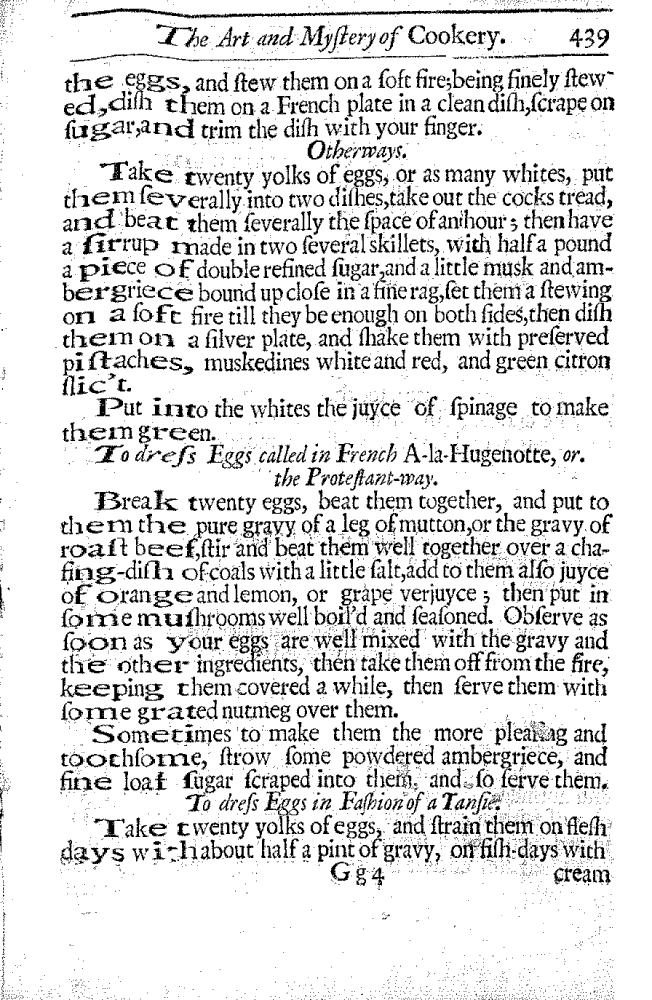 The Art and Myſtery of Cookery. 439
the eggs, and ſtew them on a ſoft fire; being finely ſtew-
ed, diſh them on a French plate in a clean diſh, ſcrape on
ſugar, and trim the diſh with your finger.
Otherways.
Take twenty yolks of eggs, or as many whites, put
them ſeverally into two diſhes, take out the cocks tread,
and beat them ſeverally the ſpace of an hour; then have
a ſirrup made in two ſeveral skillets, with half a pound
a piece of double refined ſugar, and a little musk and am-
bergriece bound up cloſe in a fine rag, ſet them a ſtewing
on a ſoft fire till they be enough on both ſides, then diſh
them on a ſilver plate, and ſhake them with preſerved
piſtaches, muskedines white and red, and green citron
ſlic't.
Put into the whites the juyce of ſpinage to make
them green.
To dreſs Eggs called in French A-la-Hugenotte, or.
the Proteſtant-way.
Break twenty eggs, beat them together, and put to
them the pure gravy of a leg of mutton, or the gravy of
roaſt beef, ſtir and beat them well together over a cha-
fing-diſh of coals with a little ſalt, add to them alſo juyce
of orange and lemon, or grape verjuyce; then put in
ſome muſhrooms well boil'd and ſeaſoned. Obſerve as
ſoon as your eggs are well mixed with the gravy and
the other ingredients, then take them off from the fire,
keeping them covered a while, then ſerve them with
ſome grated nutmeg over them.
Sometimes to make them the more pleaſing and
toothſome, ſtrow ſome powdered ambergriece, and
fine loaf ſugar ſcraped into them, and ſo ſerve them.
To dreſs Eggs in Faſhion of a Tanſie.
Take twenty yolks of eggs, and ſtrain them on fleſh
days with about half a pint of gravy, on fiſh-days with
G g 4 cream